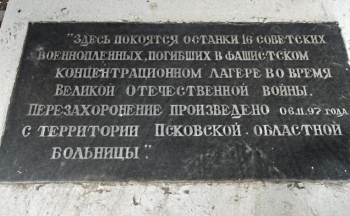 "Здесь покоятся останки 16 советских
военнопленных, погибших в фашистском
концентрационном лагере во время
Великой Отечественной войны.
Перезахоронение произведено 06.11.97 года
с территории Псковской областной
больницы".